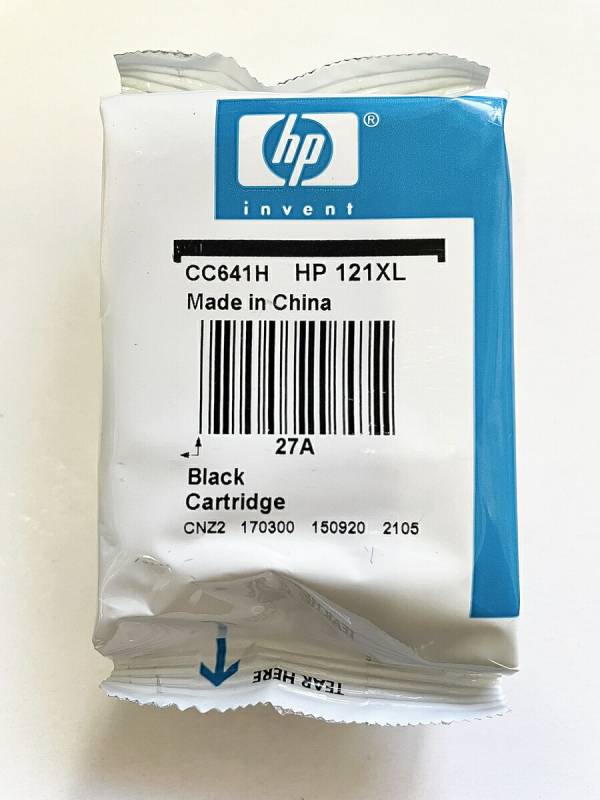 hp ®
invent
CC641H HP 121XL
Made in China
27A
Black
Cartridge
CNZ2 170300 150920 2105
TEAR HERE